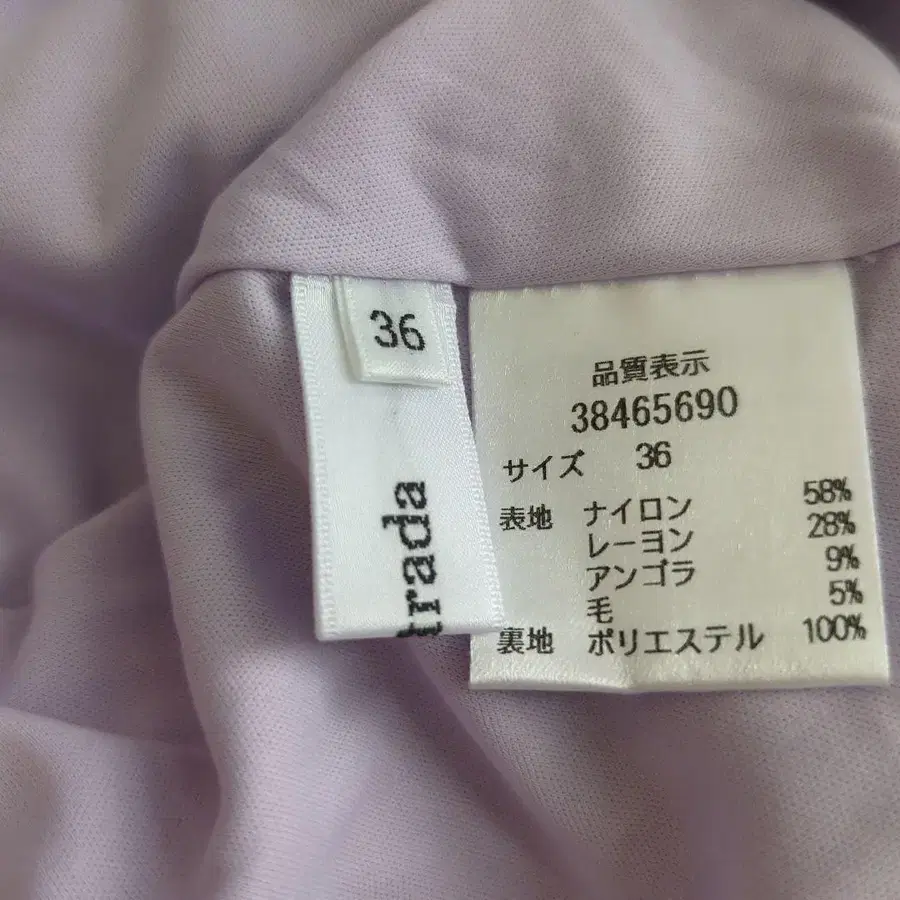 36
trada
品質表示
38465690
サイズ 36
表地 ナイロン 58%
レーヨン 28%
アンゴラ 9%
毛 5%
裏地 ポリエステル 100%